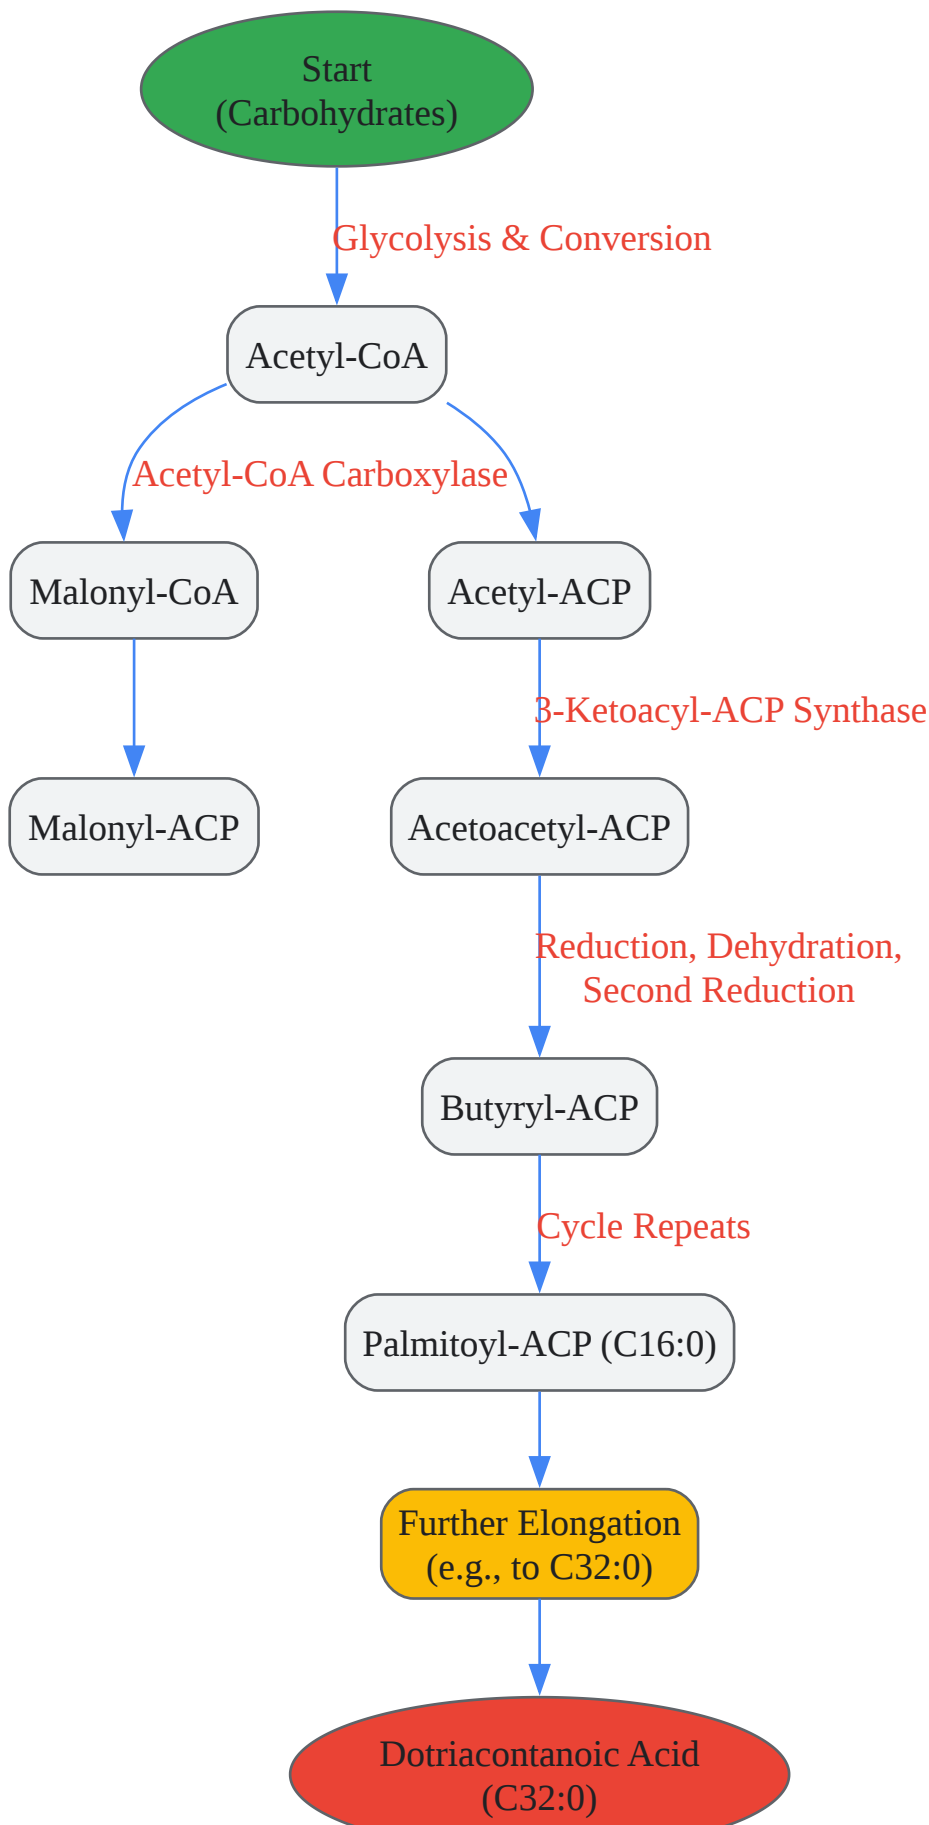 Start
(Carbohydrates)
Glycolysis & Conversion
Acetyl-CoA
Acetyl-CoA Carboxylase
Malonyl-CoA
Acetyl-ACP
3-Ketoacyl-ACP Synthase
Malonyl-ACP
Acetoacetyl-ACP
Reduction, Dehydration,
Second Reduction
Butyryl-ACP
Cycle Repeats
Palmitoyl-ACP (C16:0)
Further Elongation
(e.g., to C32:0)
Dotriacontanoic Acid
(C32:0)